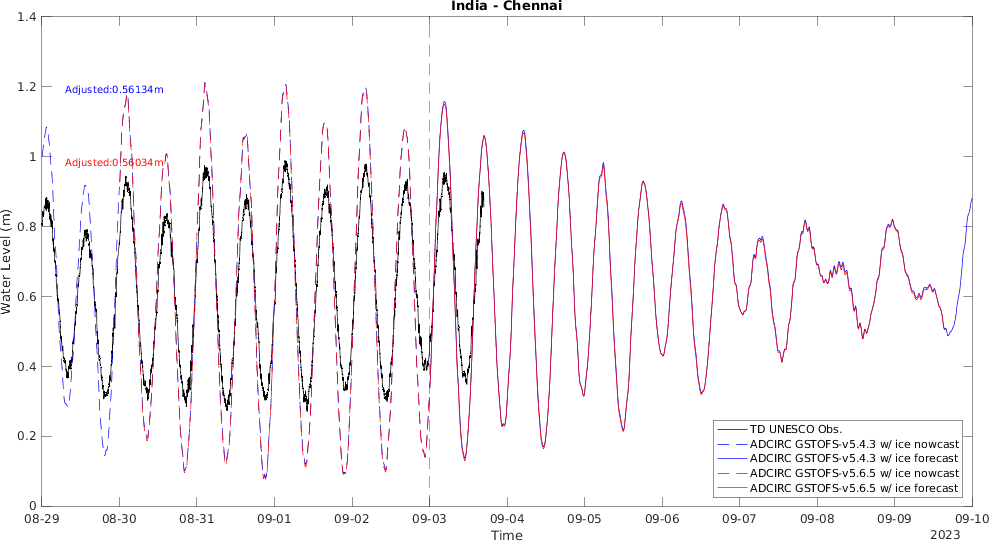 India - Chennai
Water Level (m)
1.4
1.2
1
0.8
0.6
0.4
0.2
0
Adjusted:0.56134m
Adjusted:0.56034m
TD UNESCO Obs.
ADCIRC GSTOFS-v5.4.3 w/ ice nowcast
ADCIRC GSTOFS-v5.4.3 w/ ice forecast
ADCIRC GSTOFS-v5.6.5 w/ ice nowcast
ADCIRC GSTOFS-v5.6.5 w/ ice forecast
08-29 08-30 08-31 09-01 09-02 09-03 09-04 09-05 09-06 09-07 09-08 09-09 09-10
Time
2023